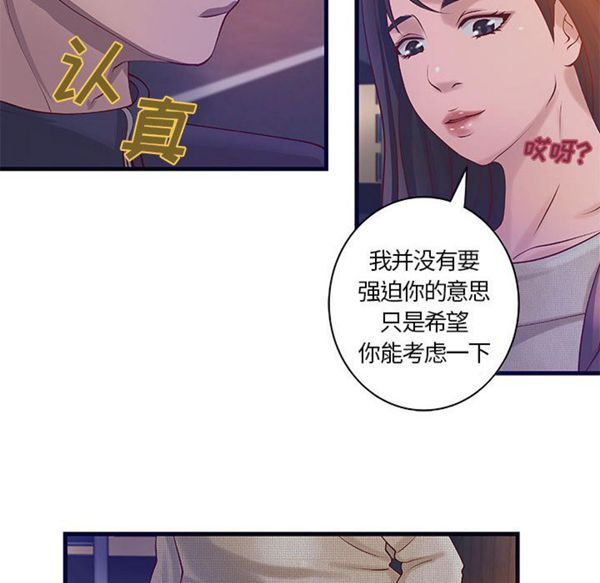 认真
哎呀?
我并没有要
强迫你的意思
只是希望
你能考虑一下